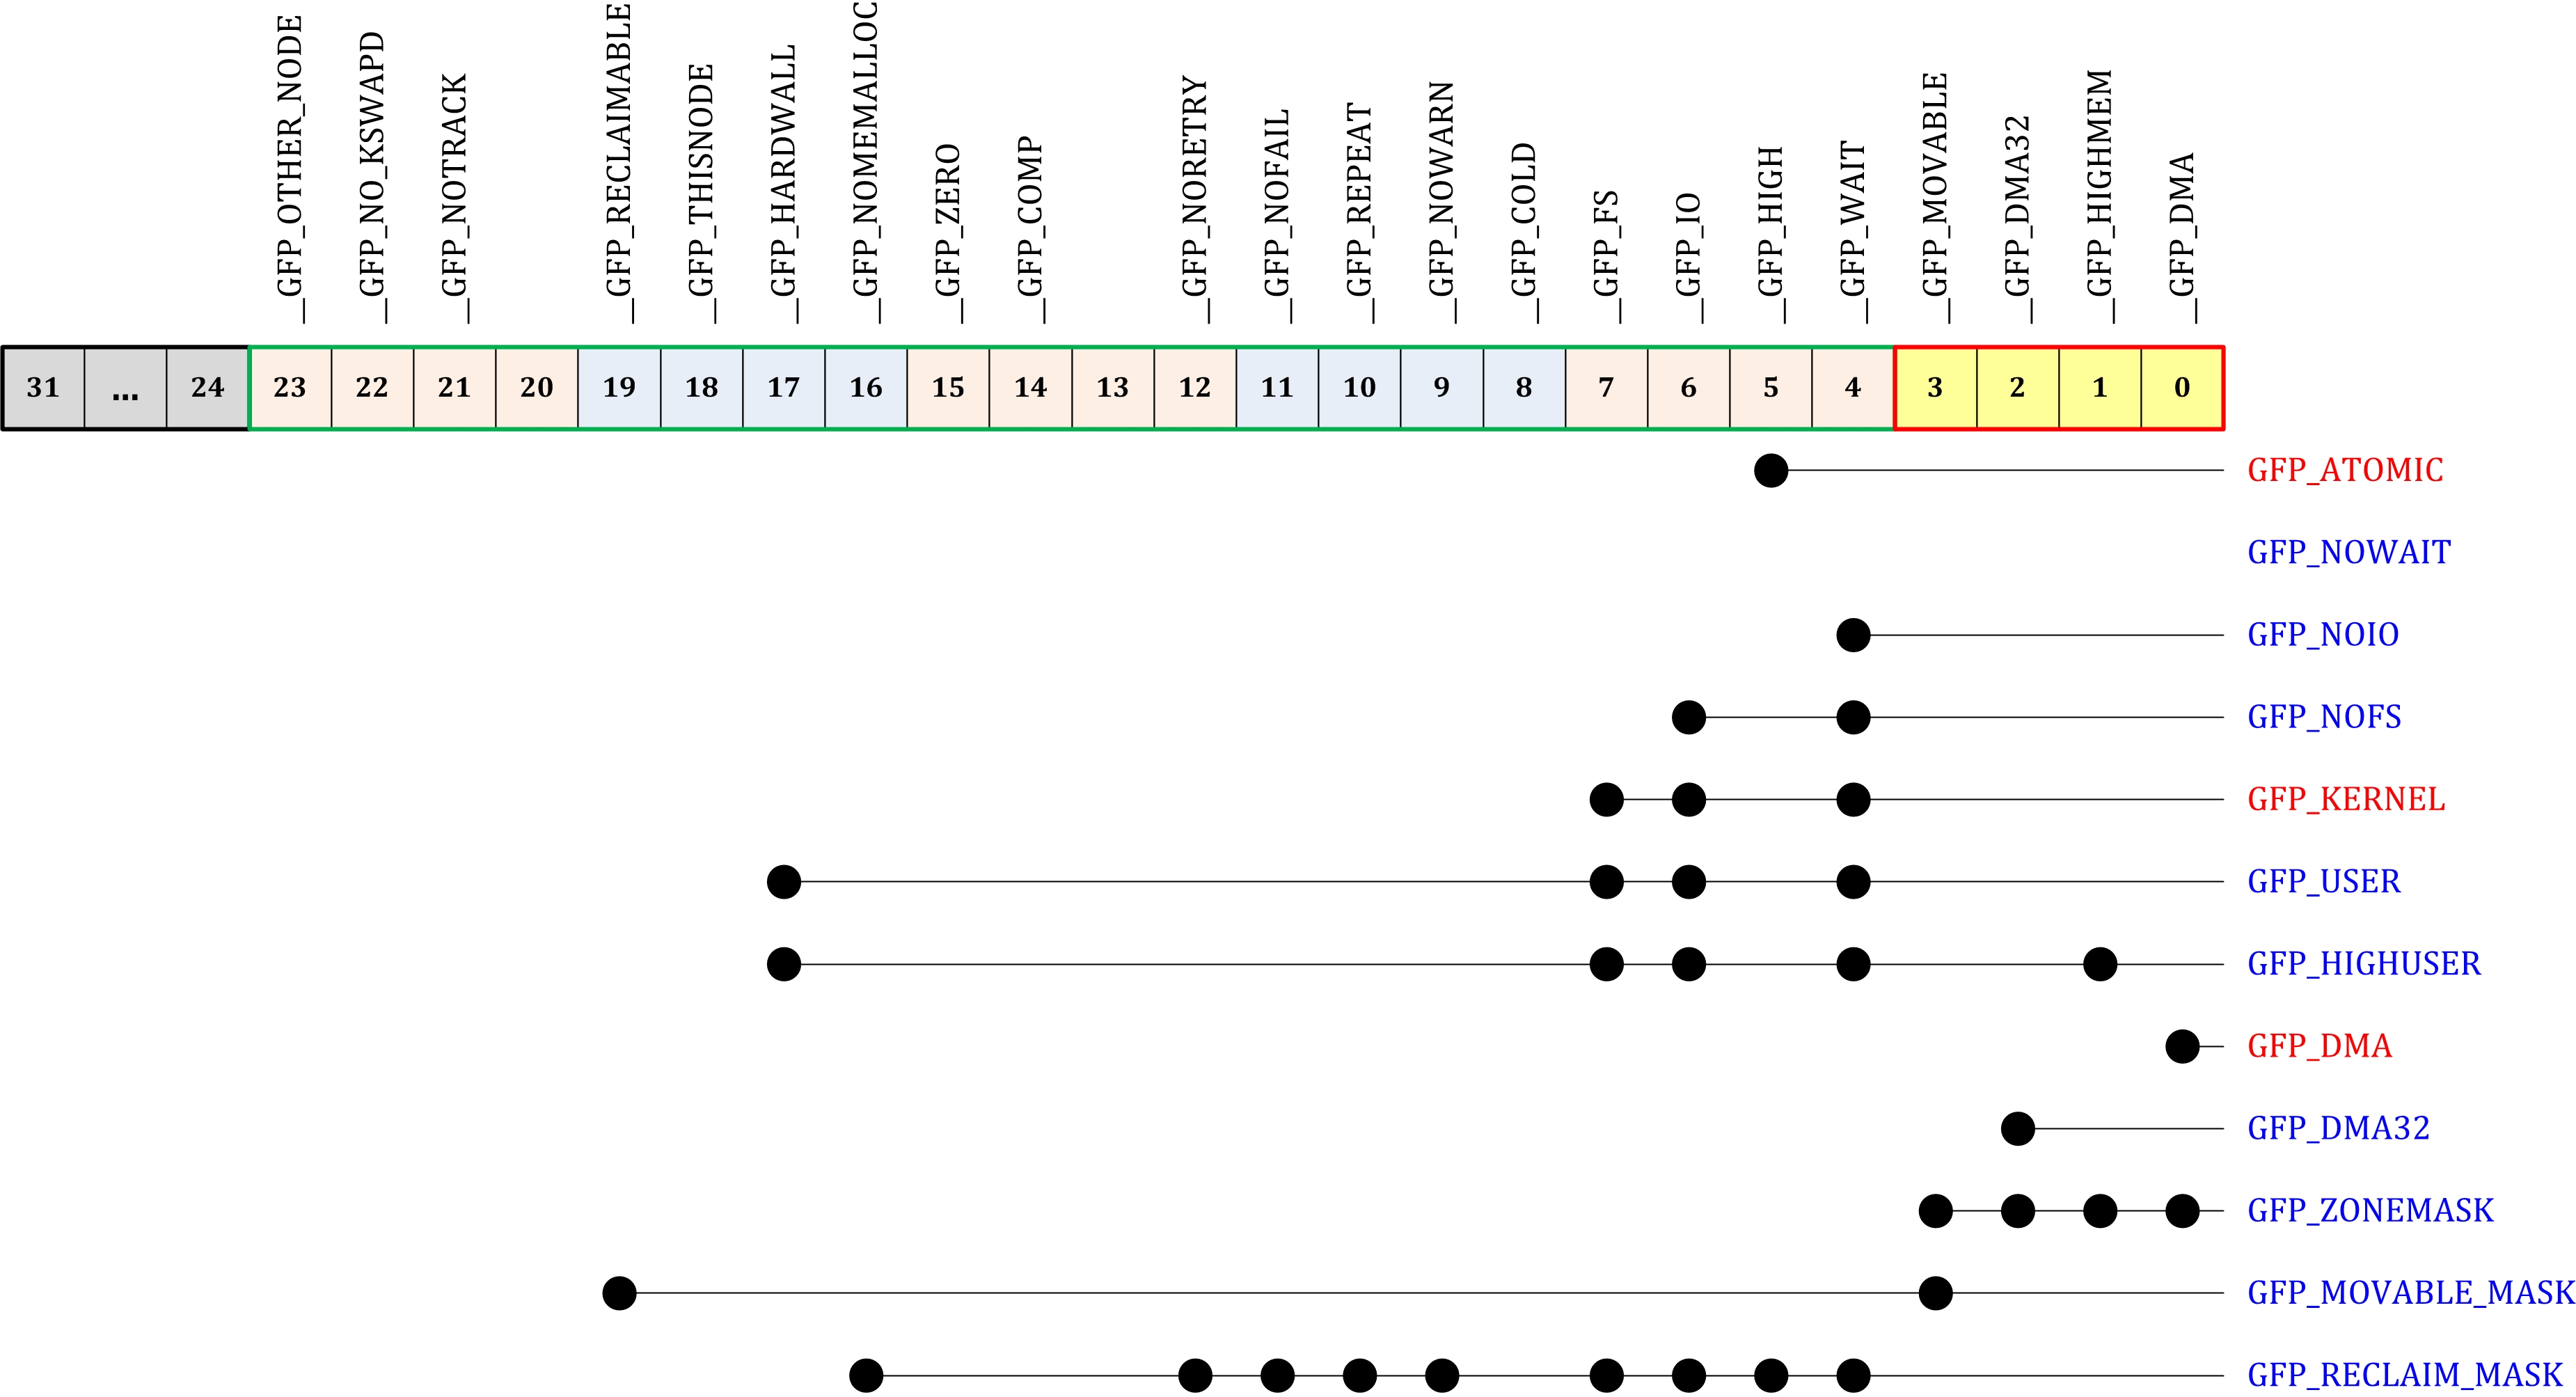 __GFP_OTHER_NODE
__GFP_NO_KSWAPD
__GFP_NOTRACK
__GFP_RECLAIMABLE
__GFP_THISNODE
__GFP_HARDWALL
__GFP_NOMEMALLOC
__GFP_ZERO
__GFP_COMP
__GFP_NORETRY
__GFP_NOFAIL
__GFP_REPEAT
__GFP_NOWARN
__GFP_COLD
__GFP_FS
__GFP_IO
__GFP_HIGH
__GFP_WAIT
__GFP_MOVABLE
__GFP_DMA32
__GFP_HIGHMEM
__GFP_DMA
31 ... 24 23 22 21 20 19 18 17 16 15 14 13 12 11 10 9 8 7 6 5 4 3 2 1 0
GFP_ATOMIC
GFP_NOWAIT
GFP_NOIO
GFP_NOFS
GFP_KERNEL
GFP_USER
GFP_HIGHUSER
GFP_DMA
GFP_DMA32
GFP_ZONEMASK
GFP_MOVABLE_MASK
GFP_RECLAIM_MASK